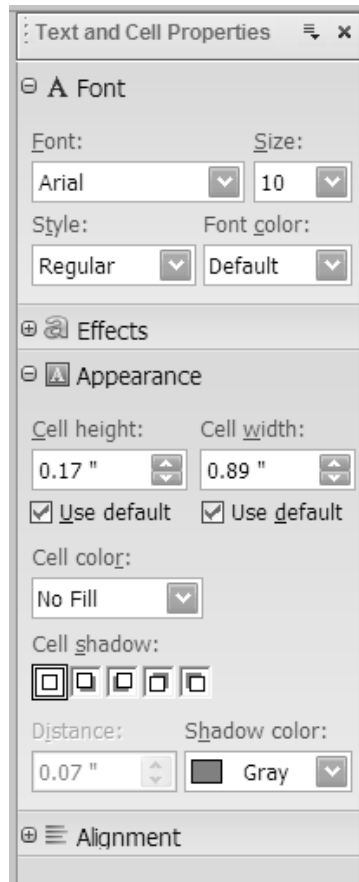 Text and Cell Properties
A Font
Font: Size:
Arial 10
Style: Font color:
Regular Default
a Effects
A Appearance
Cell height: Cell width:
0.17 " 0.89 "
Use default Use default
Cell color:
No Fill
Cell shadow:
Distance: Shadow color:
0.07 " Gray
Alignment